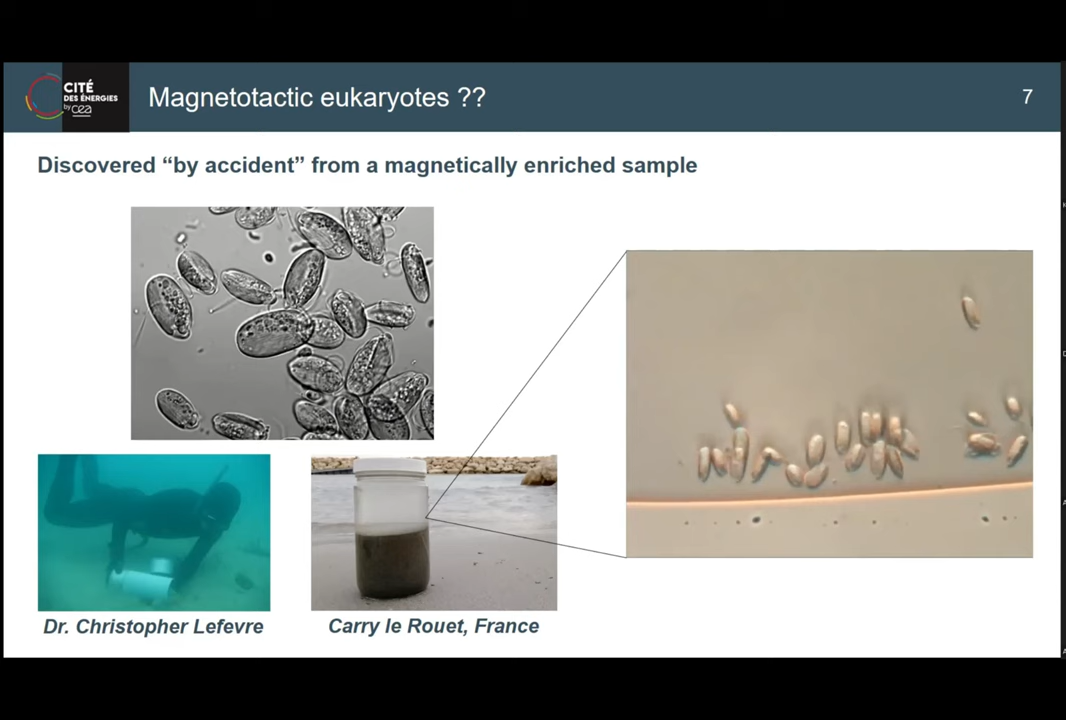 CITÉ
DES ÉNERGIES
by cea
Magnetotactic eukaryotes ??
7
Discovered “by accident” from a magnetically enriched sample
Dr. Christopher Lefevre
Carry le Rouet, France